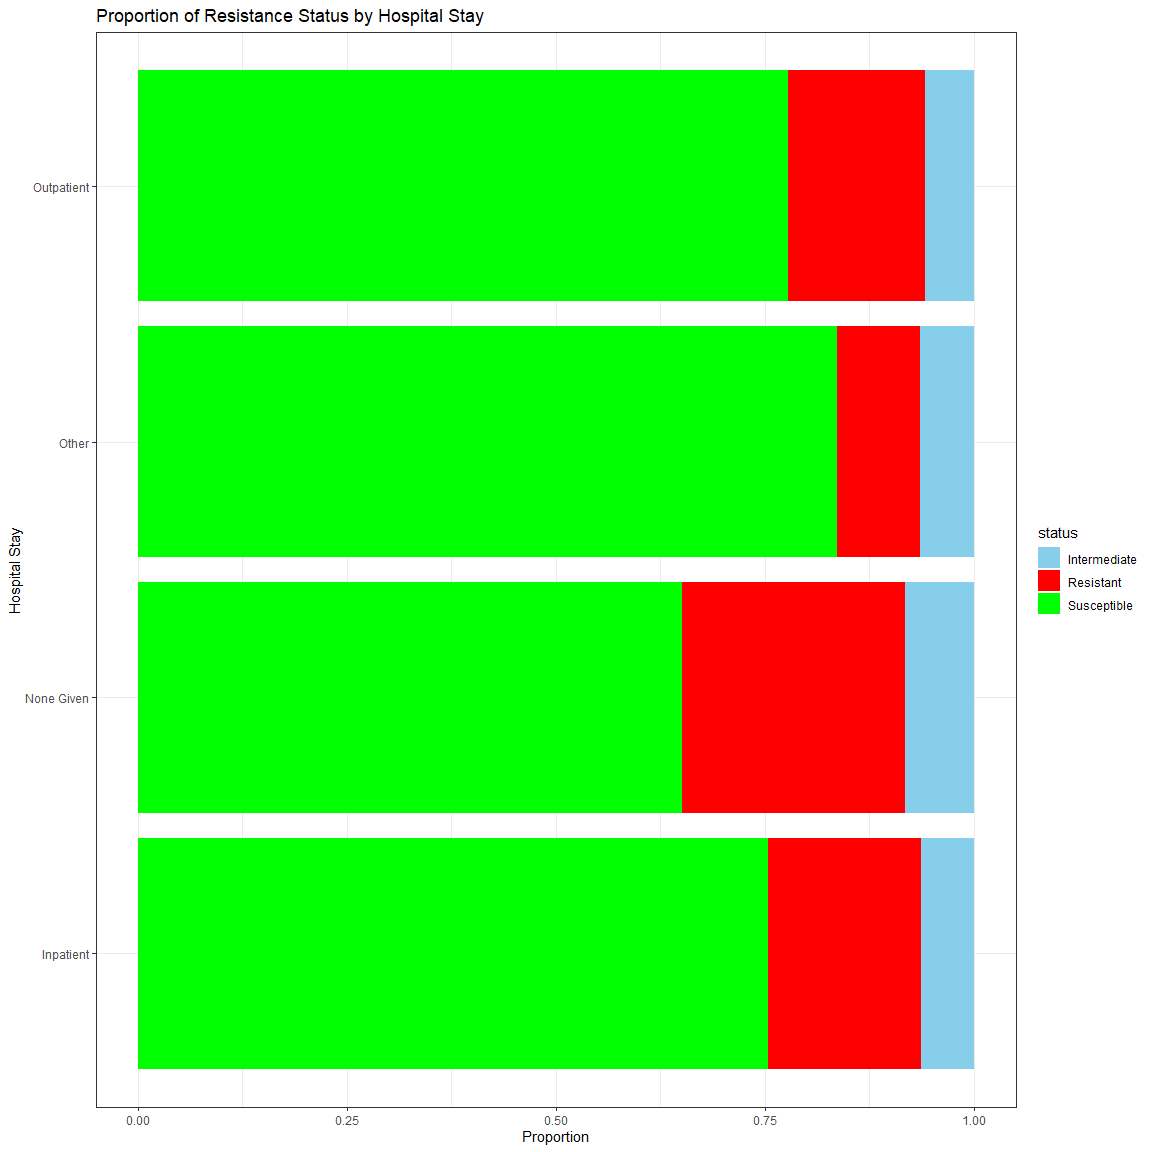 Proportion of Resistance Status by Hospital Stay
Hospital Stay
Outpatient
Other
None Given
Inpatient
0.00 0.25 0.50 0.75 1.00
Proportion
status
Intermediate
Resistant
Susceptible